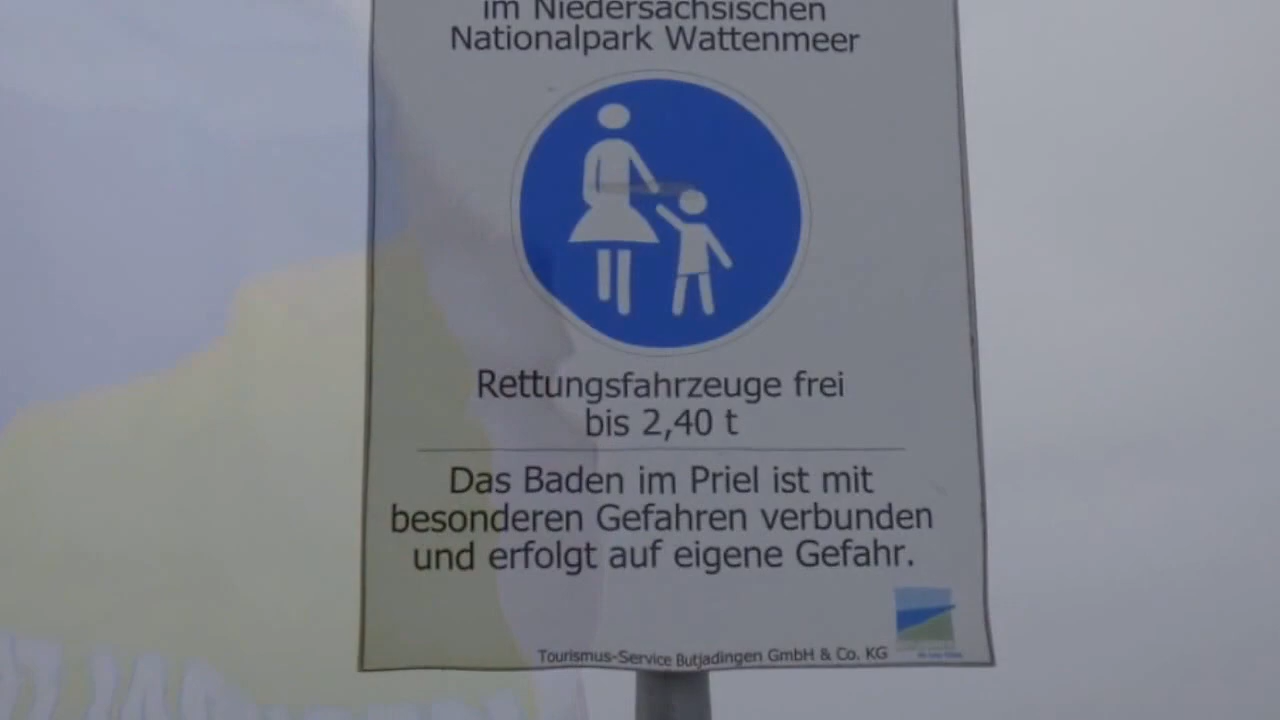 im Niedersächsischen
Nationalpark Wattenmeer
Rettungsfahrzeuge frei
bis 2,40 t
Das Baden im Priel ist mit
besonderen Gefahren verbunden
und erfolgt auf eigene Gefahr.
Tourismus-Service Butjadingen GmbH & Co. KG